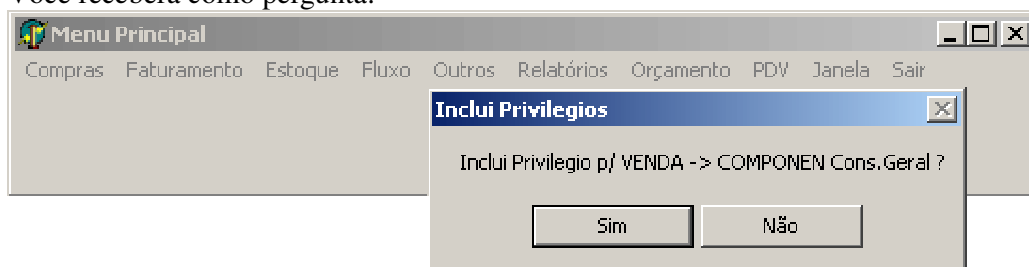 Você receberá como pergunta:
Menu Principal
Compras Faturamento Estoque Fluxo Outros Relatórios Orçamento PDV Janela Sair
Inclui Privilegios
Inclui Privilegio p/ VENDA -> COMPONEN Cons.Geral ?
Sim Não